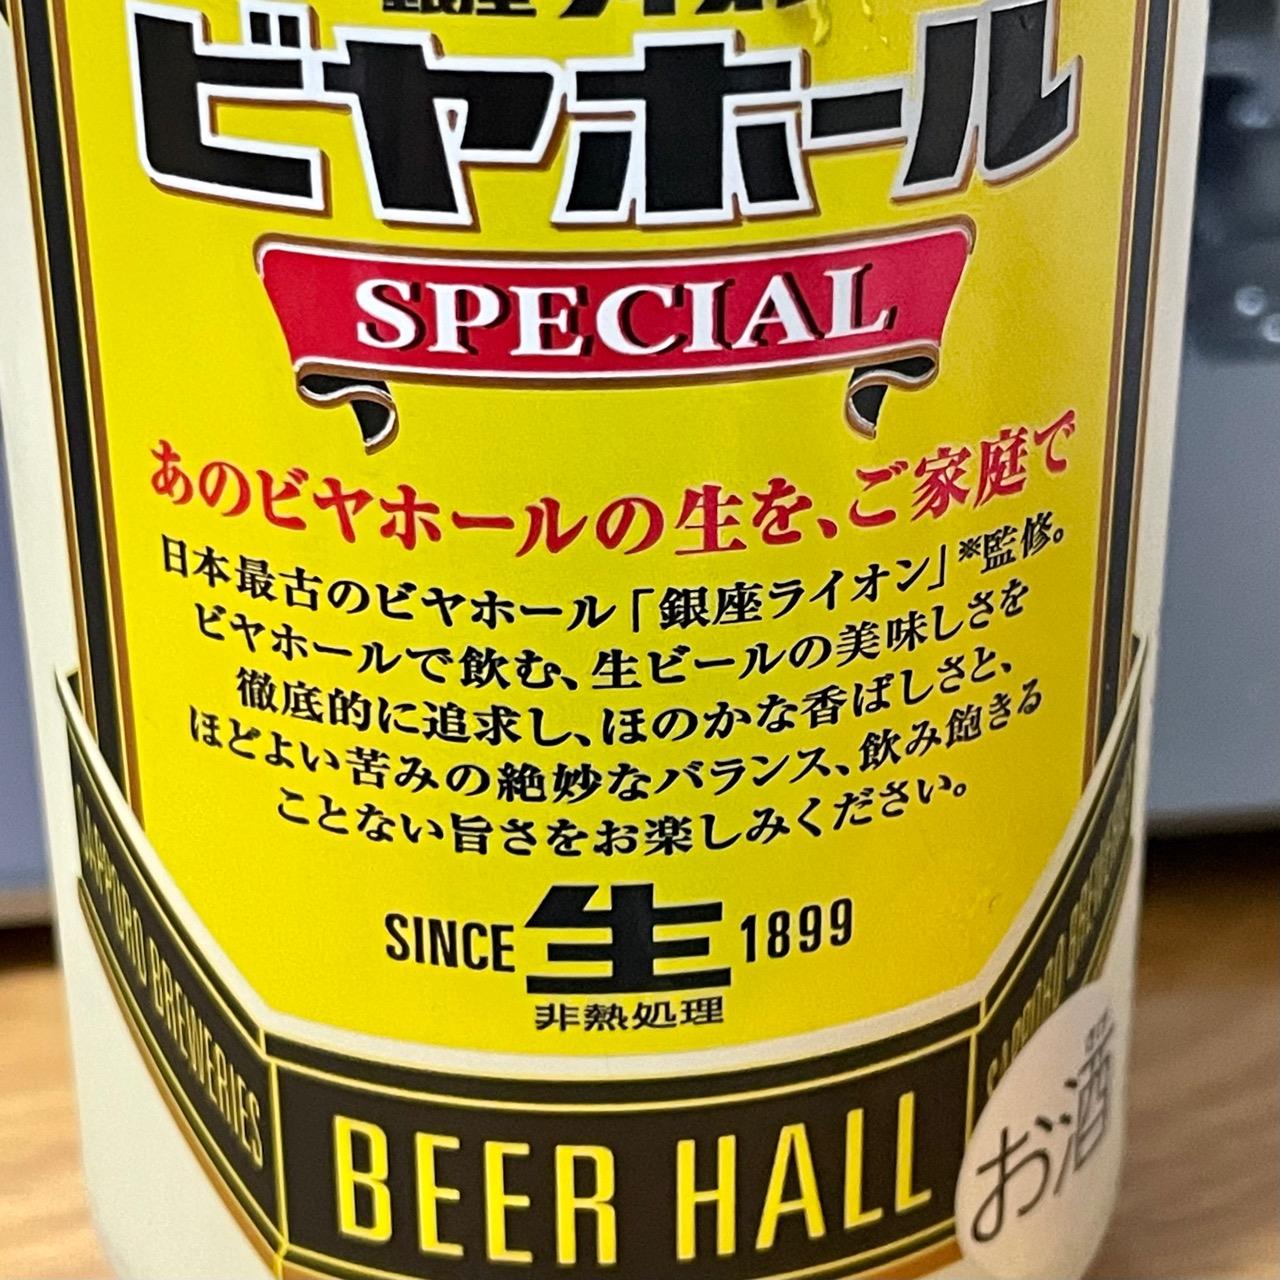 銀座ライオン
ビヤホール
SPECIAL
あのビヤホールの生を、ご家庭で
日本最古のビヤホール「銀座ライオン」※監修。
ビヤホールで飲む、生ビールの美味しさを
徹底的に追求し、ほのかな香ばしさと、
ほどよい苦みの絶妙なバランス、飲み飽きる
ことない旨さをお楽しみください。
SINCE 生 1899
非熱処理
SAPPORO BREWERIES
BEER HALL
お酒